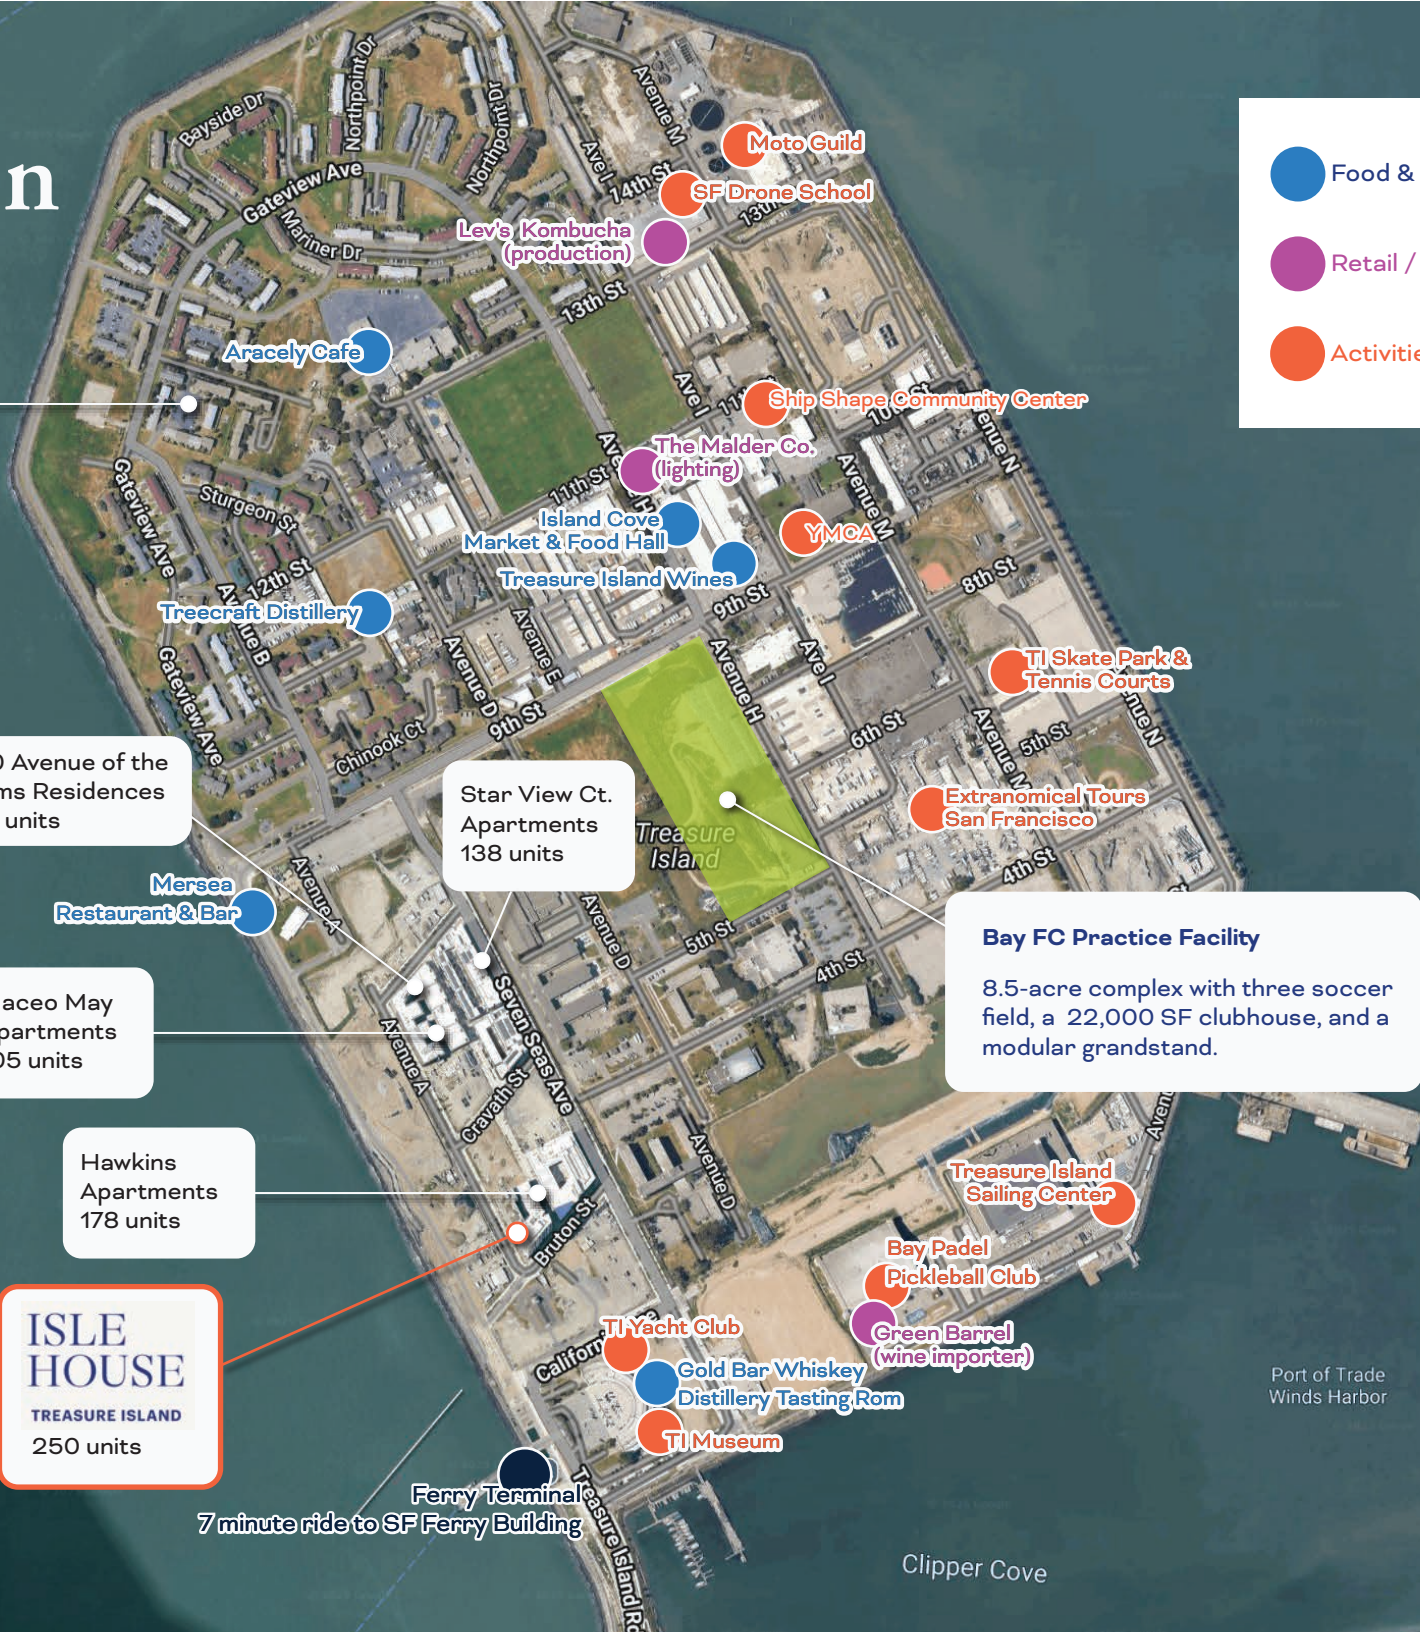 n
Bayside Dr
Northpoint Dr
Northpoint Dr
Gateview Ave
Mariner Dr
Avenue M
Ave I
14th St
13th
13th St
Moto Guild
SF Drone School
Lev's Kombucha
(production)
Food &
Retail /
Activitie
Aracely Cafe
Ave I
11th
Ship Shape Community Center
10th St
enue N
The Malder Co.
(lighting)
11th St
Ave
H
Avenue M
Island Cove
Market & Food Hall
YMCA
Treasure Island Wines
9th St
8th St
Gateview Ave
Sturgeon St
12th St
Avenue B
Treecraft Distillery
Gateview Ave
Avenue D
Avenue E
9th St
Chinook Ct
Avenue H
Ave I
6th St
TI Skate Park &
Tennis Courts
Avenue M
5th St
enue N
0 Avenue of the
ms Residences
units
Star View Ct.
Apartments
138 units
Treasure
Island
Extranomical Tours
San Francisco
4th St
St
Mersea
Restaurant & Bar
Avenue A
Avenue D
5th St
4th St
Bay FC Practice Facility
8.5-acre complex with three soccer
field, a 22,000 SF clubhouse, and a
modular grandstand.
aceo May
partments
05 units
Avenue A
Seven Seas Ave
Cravath St
Avenue D
Aven
Hawkins
Apartments
178 units
Bruton St
Treasure Island
Sailing Center
Bay Padel
Pickleball Club
Green Barrel
(wine importer)
ISLE
HOUSE
TREASURE ISLAND
250 units
TI Yacht Club
Californ
Gold Bar Whiskey
Distillery Tasting Rom
TI Museum
Port of Trade
Winds Harbor
Ferry Terminal
7 minute ride to SF Ferry Building
Treasure Island Rd
Clipper Cove